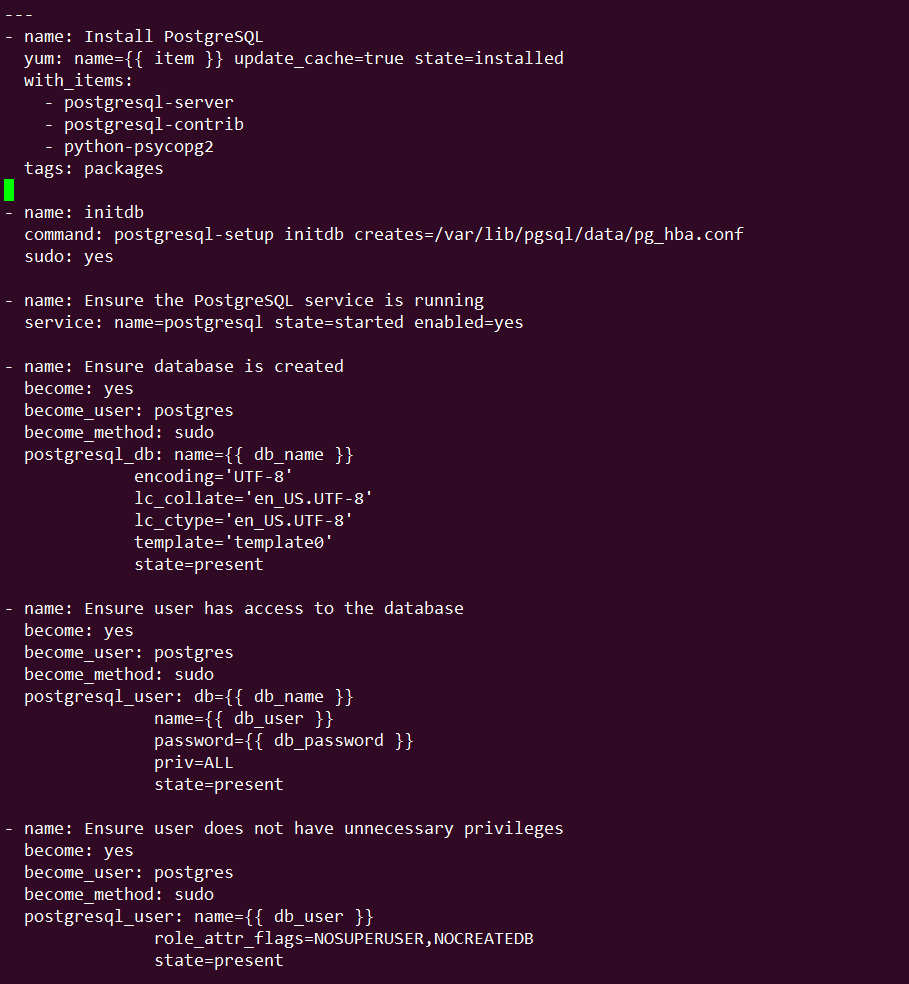 ---
- name: Install PostgreSQL
  yum: name={{ item }} update_cache=true state=installed
  with_items:
    - postgresql-server
    - postgresql-contrib
    - python-psycopg2
  tags: packages

- name: initdb
  command: postgresql-setup initdb creates=/var/lib/pgsql/data/pg_hba.conf
  sudo: yes

- name: Ensure the PostgreSQL service is running
  service: name=postgresql state=started enabled=yes

- name: Ensure database is created
  become: yes
  become_user: postgres
  become_method: sudo
  postgresql_db: name={{ db_name }}
             encoding='UTF-8'
             lc_collate='en_US.UTF-8'
             lc_ctype='en_US.UTF-8'
             template='template0'
             state=present

- name: Ensure user has access to the database
  become: yes
  become_user: postgres
  become_method: sudo
  postgresql_user: db={{ db_name }}
               name={{ db_user }}
               password={{ db_password }}
               priv=ALL
               state=present

- name: Ensure user does not have unnecessary privileges
  become: yes
  become_user: postgres
  become_method: sudo
  postgresql_user: name={{ db_user }}
               role_attr_flags=NOSUPERUSER,NOCREATEDB
               state=present